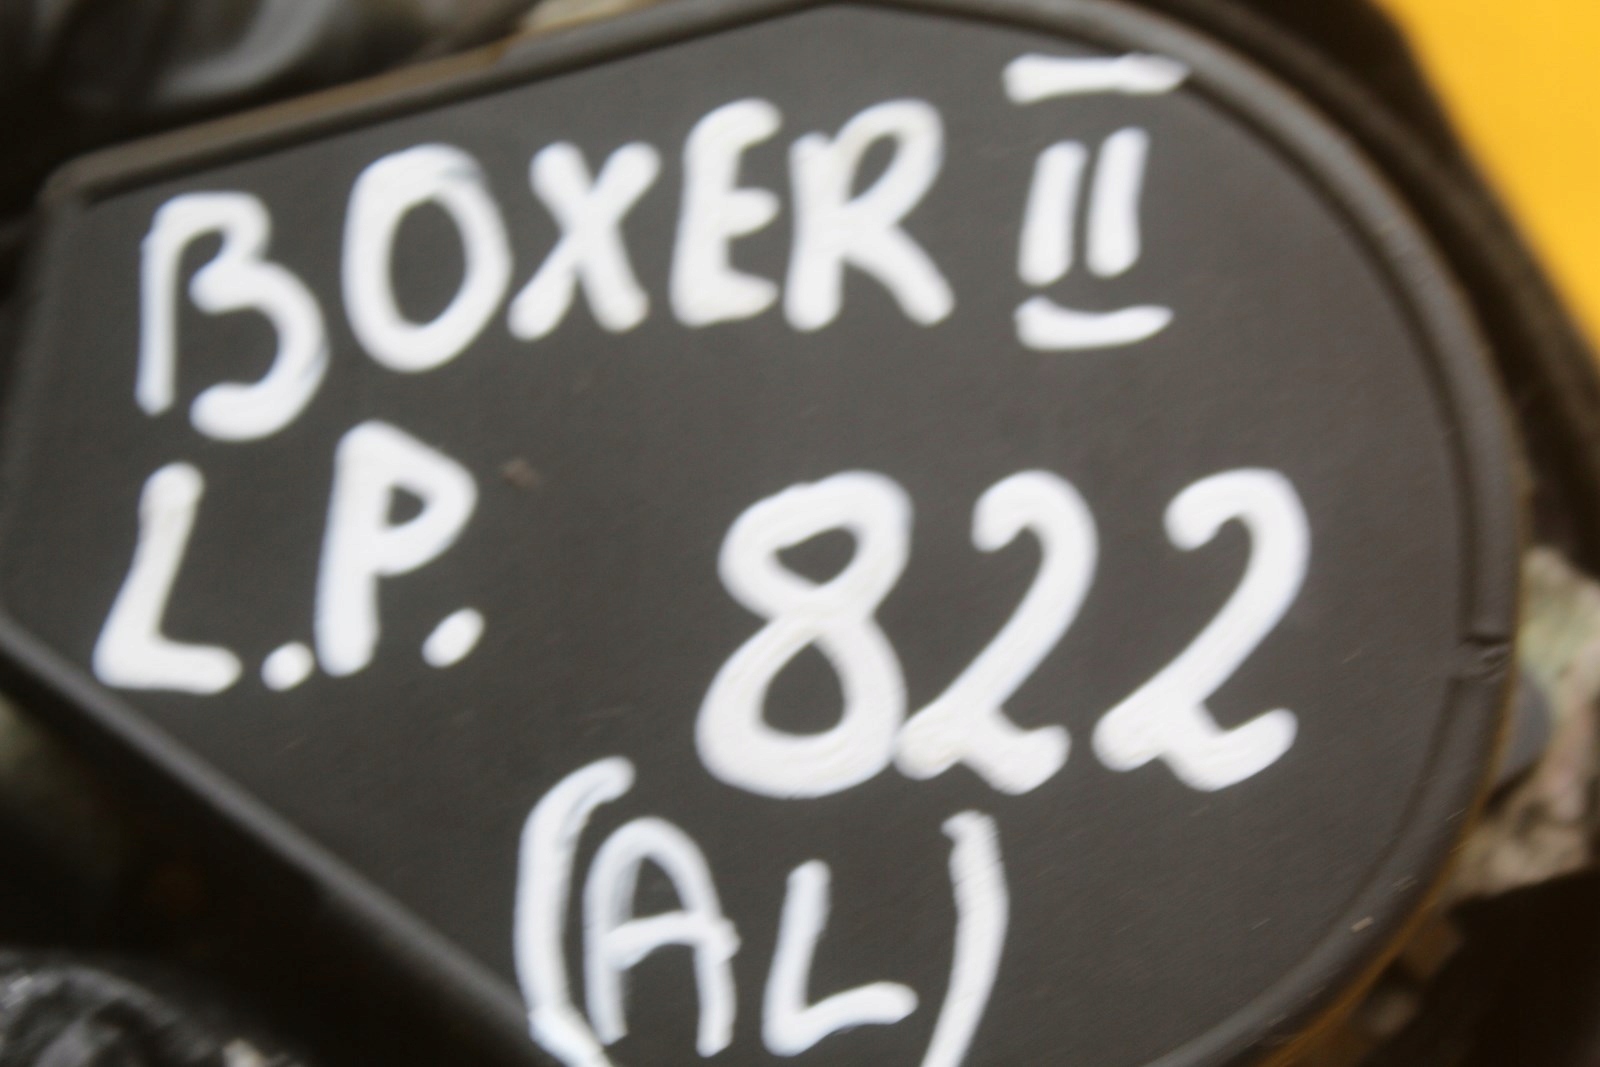 BOXER II
L.P. 822
(AL)